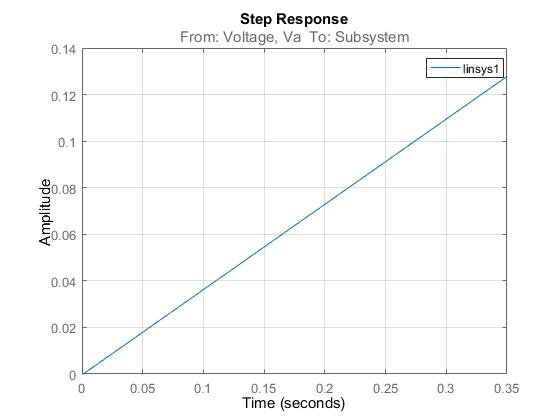 Step Response
From: Voltage, Va To: Subsystem
0.14
0.12
0.1
0.08
0.06
0.04
0.02
0
Amplitude
linsys1
0 0.05 0.1 0.15 0.2 0.25 0.3 0.35
Time (seconds)